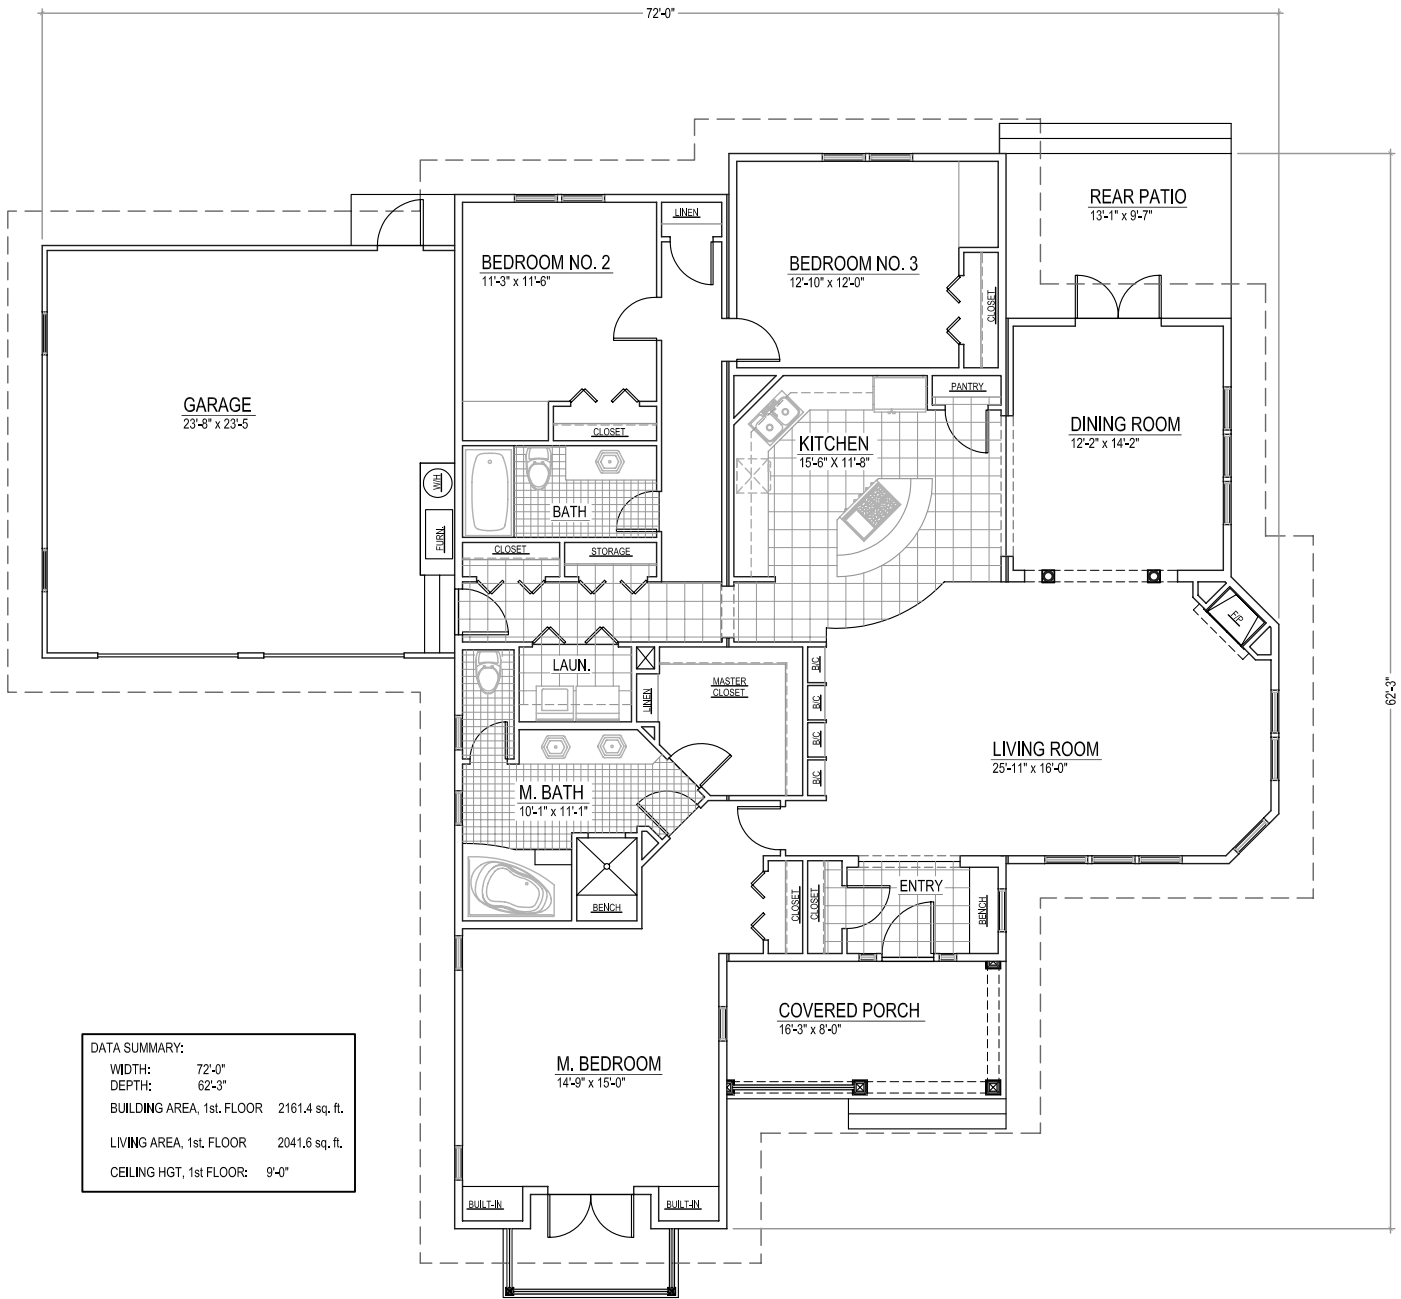 72'-0"
REAR PATIO
13'-1" x 9'-7"
LINEN
BEDROOM NO. 2
11'-3" x 11'-6"
BEDROOM NO. 3
12'-10" x 12'-0"
CLOSET
GARAGE
23'-8" x 23'-5
PANTRY
DINING ROOM
12'-2" x 14'-2"
CLOSET
KITCHEN
15'-6" X 11'-8"
W/H
BATH
FURN.
CLOSET
STORAGE
F/P
LAUN.
B/C
MASTER
CLOSET
LINEN
B/C
62'-3"
B/C
LIVING ROOM
25'-11" x 16'-0"
B/C
M. BATH
10'-1" x 11'-1"
ENTRY
CLOSET
CLOSET
BENCH
BENCH
COVERED PORCH
16'-3" x 8'-0"
M. BEDROOM
14'-9" x 15'-0"
DATA SUMMARY:
WIDTH: 72'-0"
DEPTH: 62'-3"
BUILDING AREA, 1st. FLOOR 2161.4 sq. ft.
LIVING AREA, 1st. FLOOR 2041.6 sq. ft.
CEILING HGT, 1st FLOOR: 9'-0"
BUILT-IN
BUILT-IN